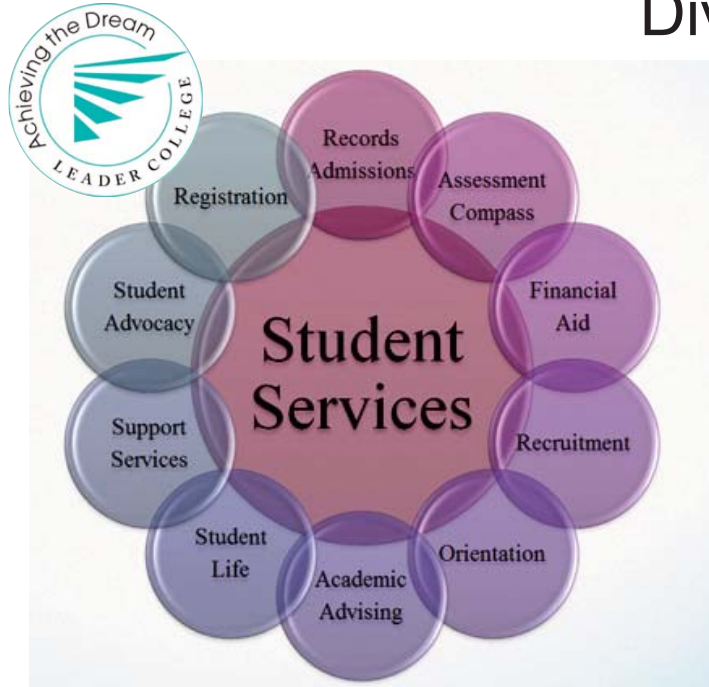 Div
Achieving the Dream
LEADER COLLEGE
Records
Admissions
Assessment
Compass
Registration
Financial
Aid
Student
Advocacy
Student
Services
Recruitment
Support
Services
Orientation
Student
Life
Academic
Advising